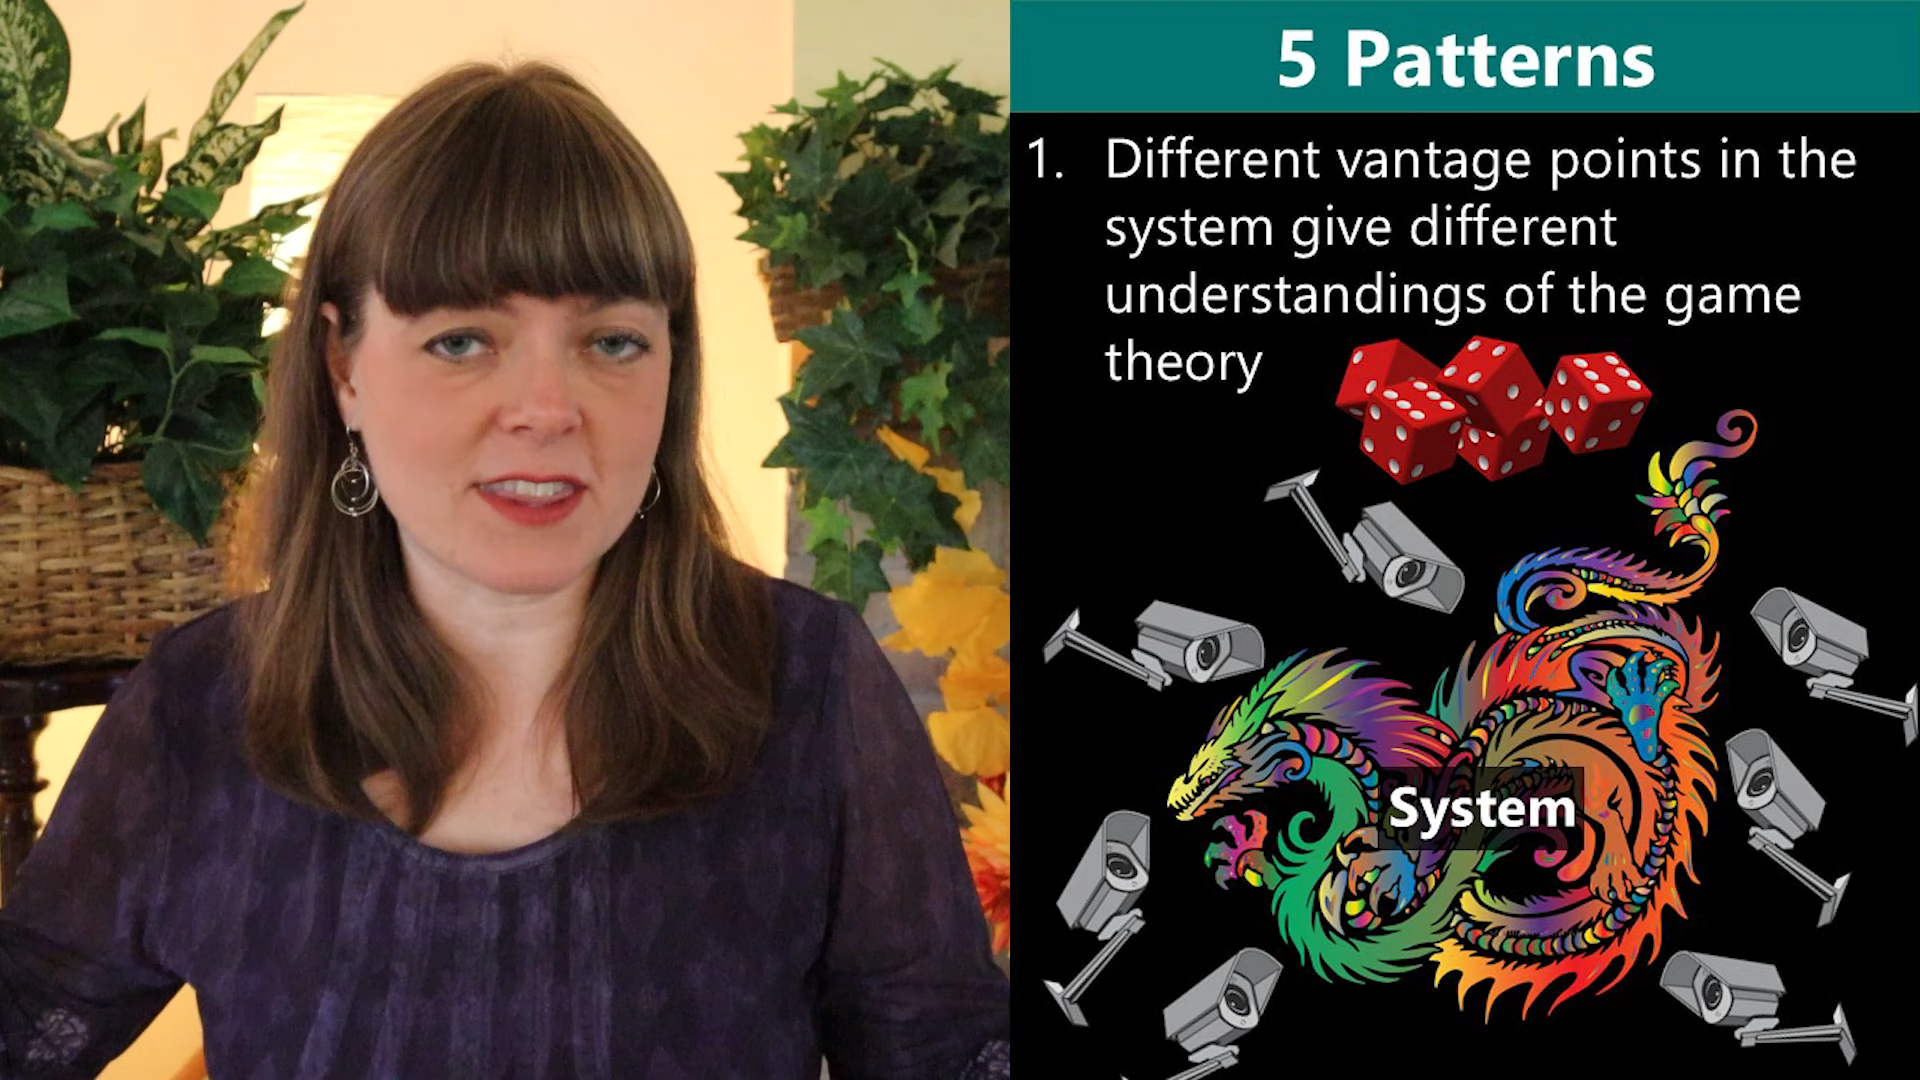 5 Patterns
1. Different vantage points in the
system give different
understandings of the game
theory
System